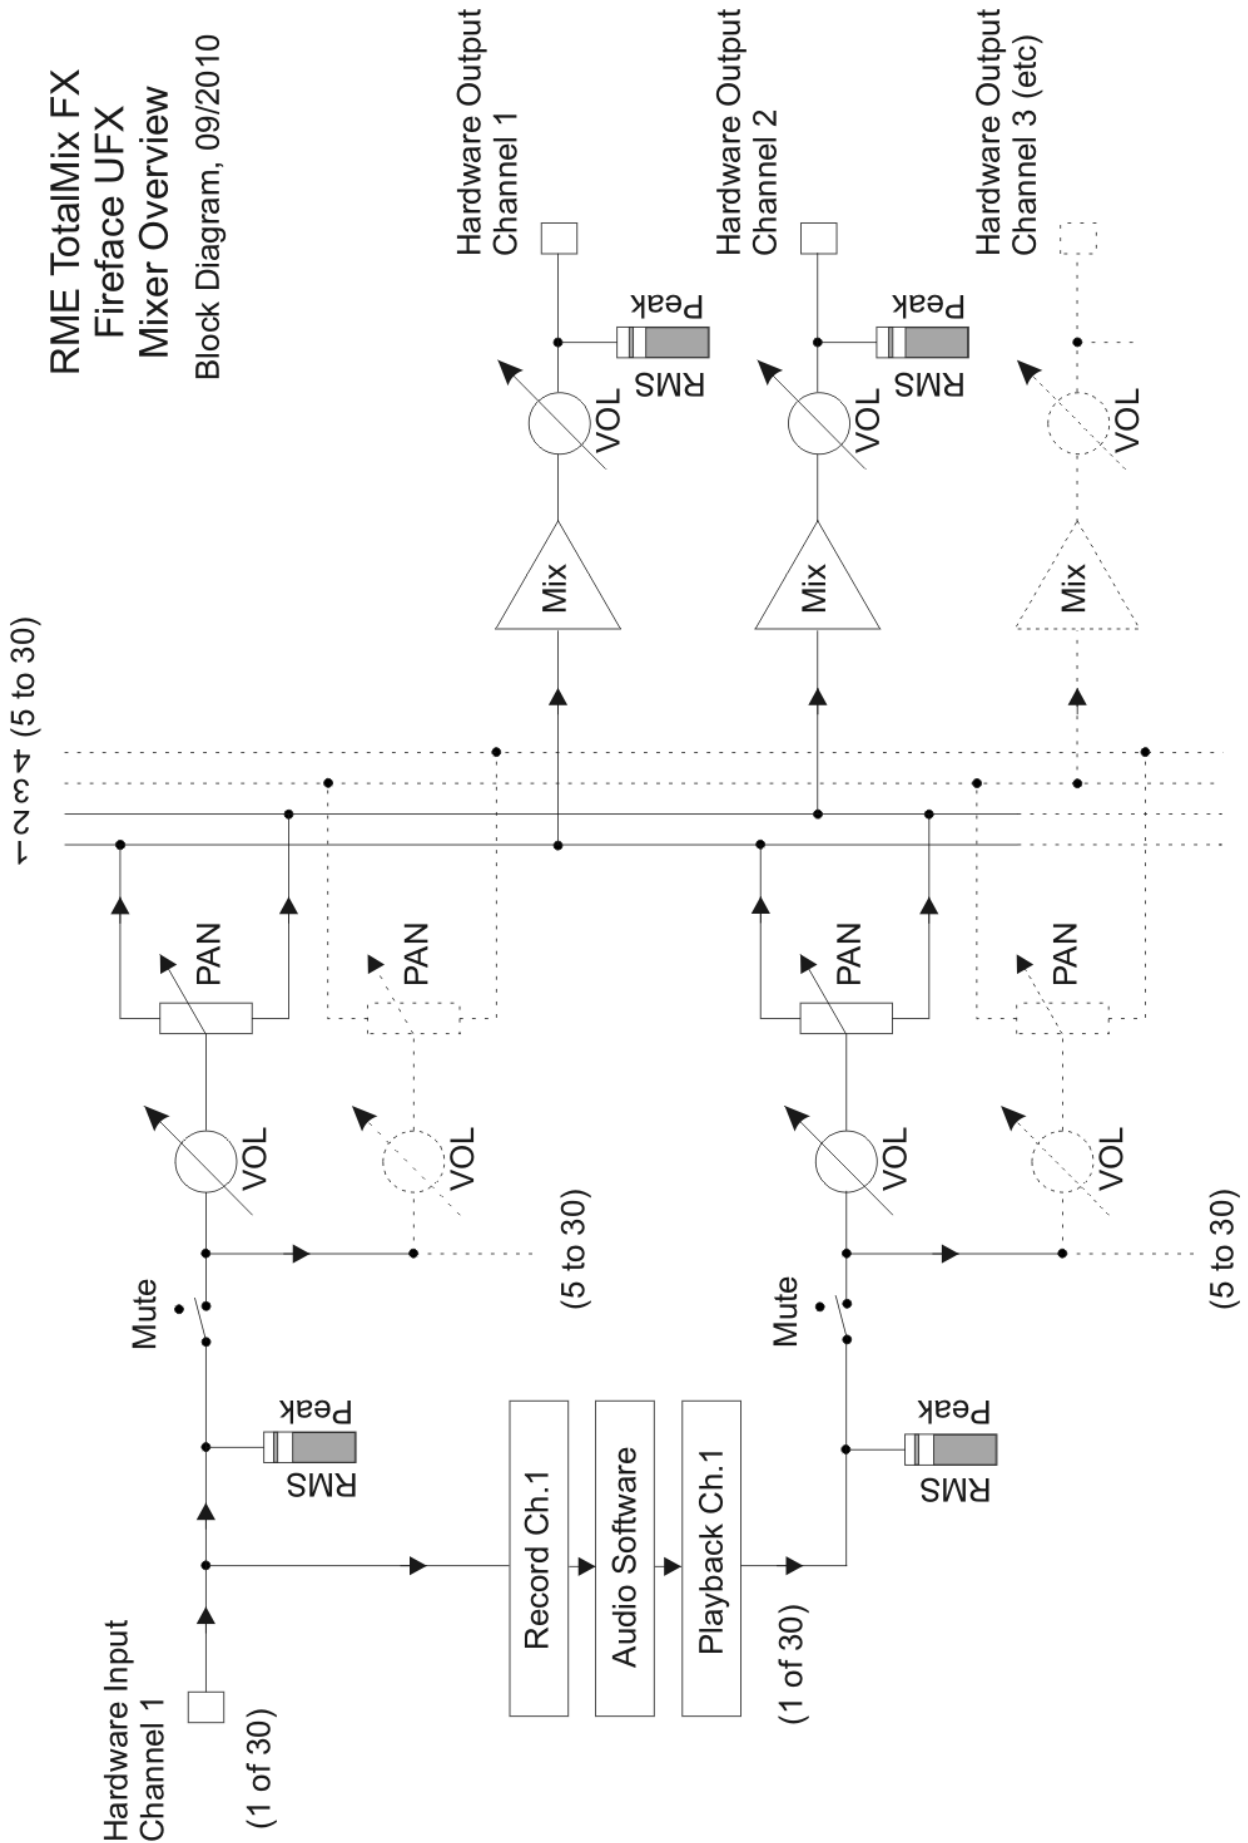 RME TotalMix FX
Fireface UFX
Mixer Overview
Block Diagram, 09/2010
Hardware Input
Channel 1
(1 of 30)
RMS
Peak
Mute
VOL
PAN
VOL
PAN
(5 to 30)
1 2 3 4 (5 to 30)
Mix
VOL
RMS
Peak
Hardware Output
Channel 1
Record Ch.1
Audio Software
Playback Ch.1
(1 of 30)
RMS
Peak
Mute
VOL
PAN
VOL
PAN
(5 to 30)
Mix
VOL
RMS
Peak
Hardware Output
Channel 2
Mix
VOL
Hardware Output
Channel 3 (etc)